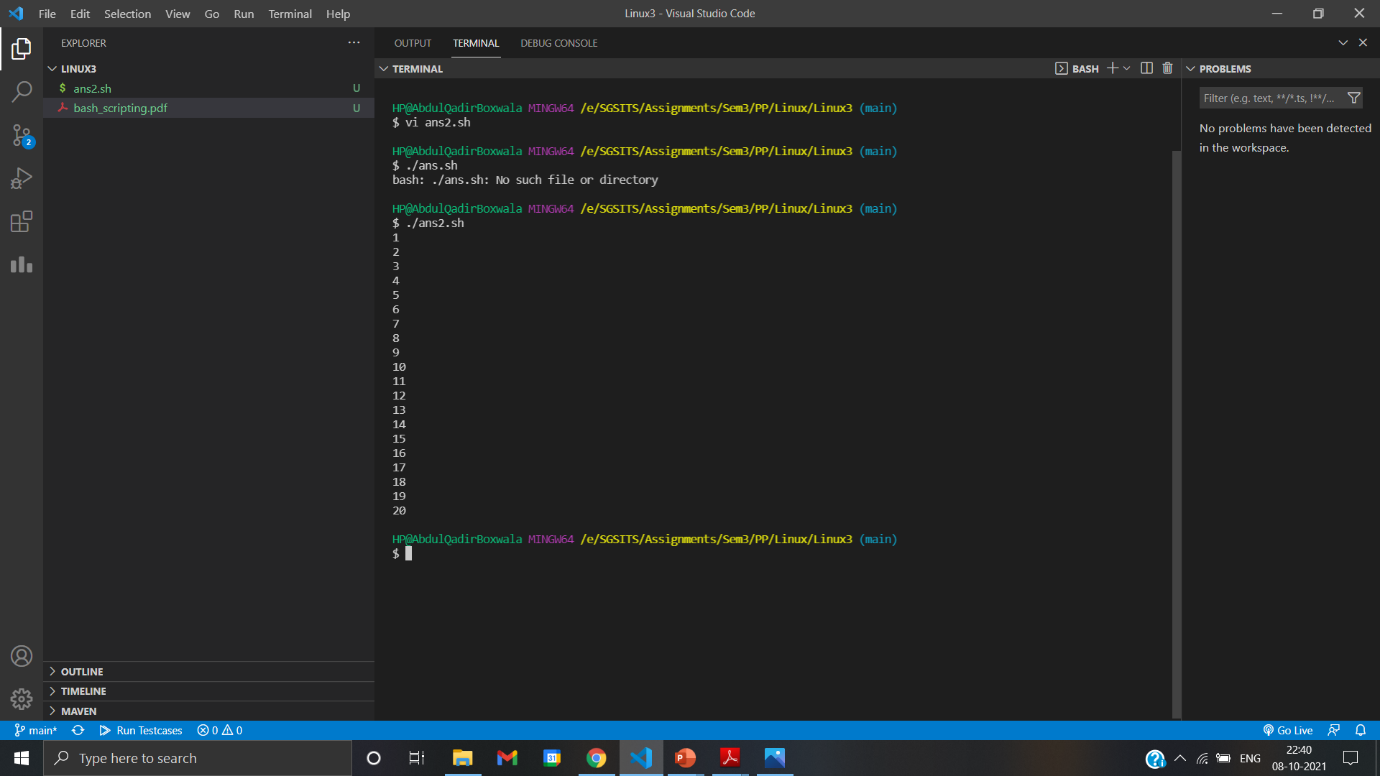 File Edit Selection View Go Run Terminal Help
Linux3 - Visual Studio Code
EXPLORER
LINUX3
$ ans2.sh U
bash_scripting.pdf U
OUTLINE
TIMELINE
MAVEN
OUTPUT TERMINAL DEBUG CONSOLE
TERMINAL
BASH
HP@AbdulQadirBoxwala MINGW64 /e/SGSITS/Assignments/Sem3/PP/Linux/Linux3 (main)
$ vi ans2.sh
HP@AbdulQadirBoxwala MINGW64 /e/SGSITS/Assignments/Sem3/PP/Linux/Linux3 (main)
$ ./ans.sh
bash: ./ans.sh: No such file or directory
HP@AbdulQadirBoxwala MINGW64 /e/SGSITS/Assignments/Sem3/PP/Linux/Linux3 (main)
$ ./ans2.sh
1
2
3
4
5
6
7
8
9
10
11
12
13
14
15
16
17
18
19
20
HP@AbdulQadirBoxwala MINGW64 /e/SGSITS/Assignments/Sem3/PP/Linux/Linux3 (main)
$
PROBLEMS
Filter (e.g. text, **/*.ts, !**/...
No problems have been detected
in the workspace.
2
main* Run Testcases 0 0
Go Live
Type here to search
31
ENG
22:40
08-10-2021